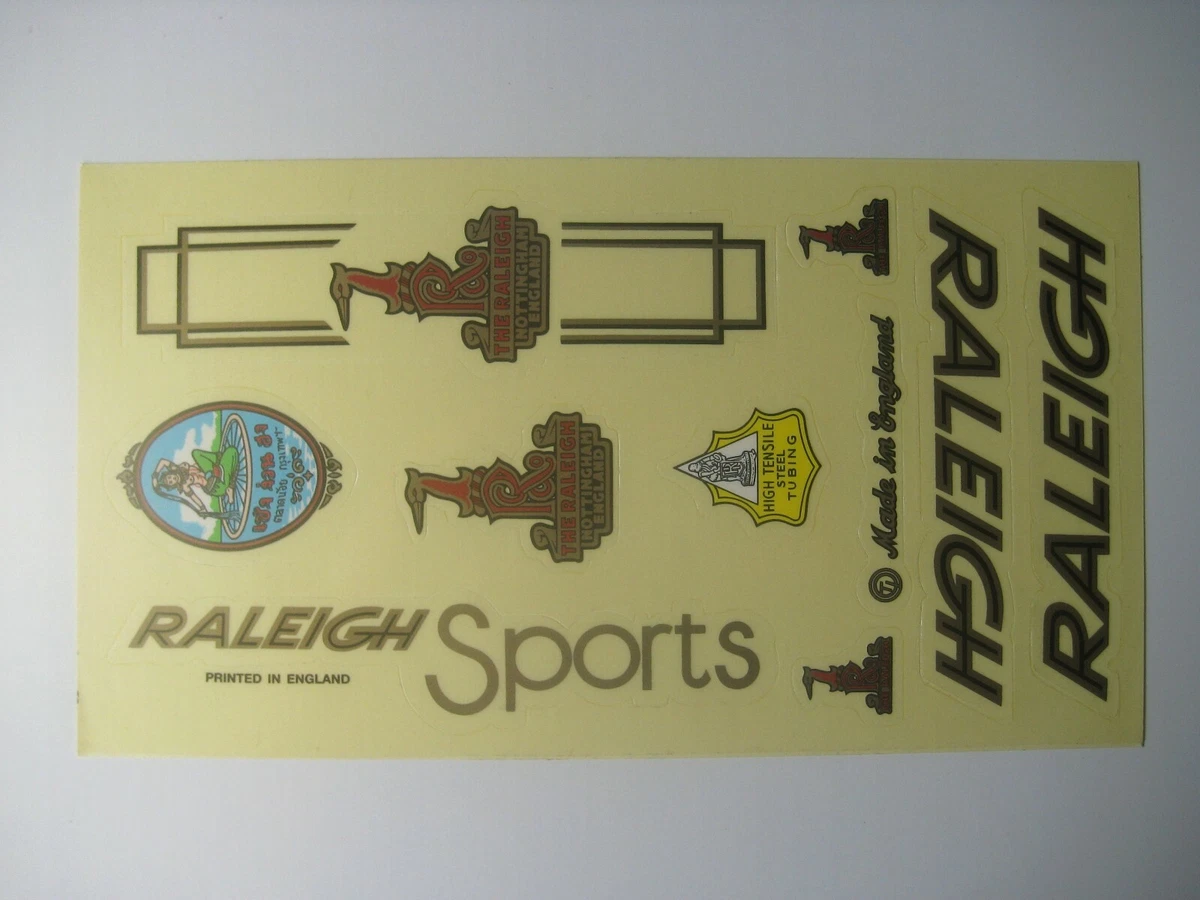 THE RALEIGH
NOTTINGHAM
ENGLAND
THE RALEIGH
NOTTINGHAM
ENGLAND
HIGH TENSILE
STEEL
TUBING
Made in England
TI
RALEIGH
RALEIGH
RALEIGH
Sports
PRINTED IN ENGLAND